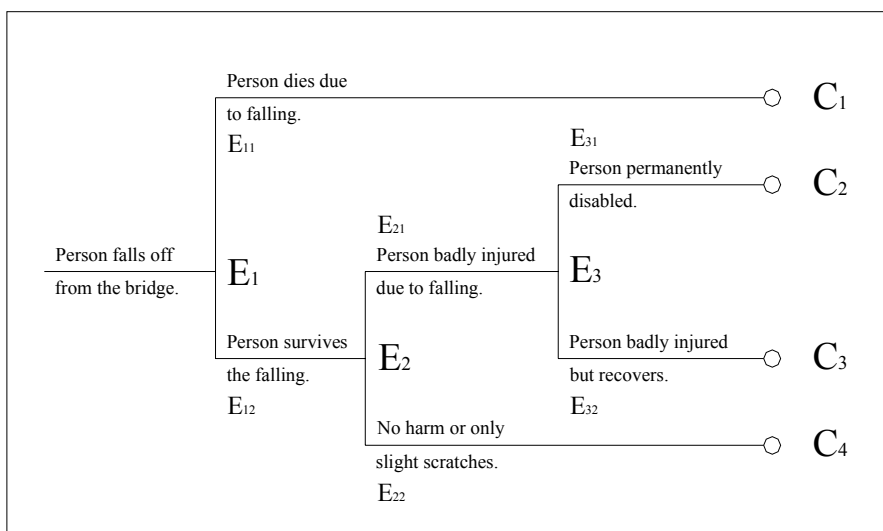 Person dies due
to falling.
E11
C1
E31
Person permanently
disabled.
C2
E21
Person falls off
from the bridge.
E1
Person badly injured
due to falling.
E3
Person survives
the falling.
E12
E2
Person badly injured
but recovers.
E32
C3
No harm or only
slight scratches.
E22
C4